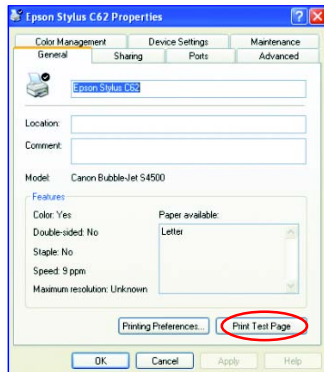 Epson Stylus C62 Properties
Color Management Device Settings Maintenance
General Sharing Ports Advanced
Epson Stylus C62
Location:
Comment:
Model: Canon Bubble-Jet S4500
Features
Color: Yes Paper available:
Double-sided: No Letter
Staple: No
Speed: 9 ppm
Maximum resolution: Unknown
Printing Preferences... Print Test Page
OK Cancel Apply Help